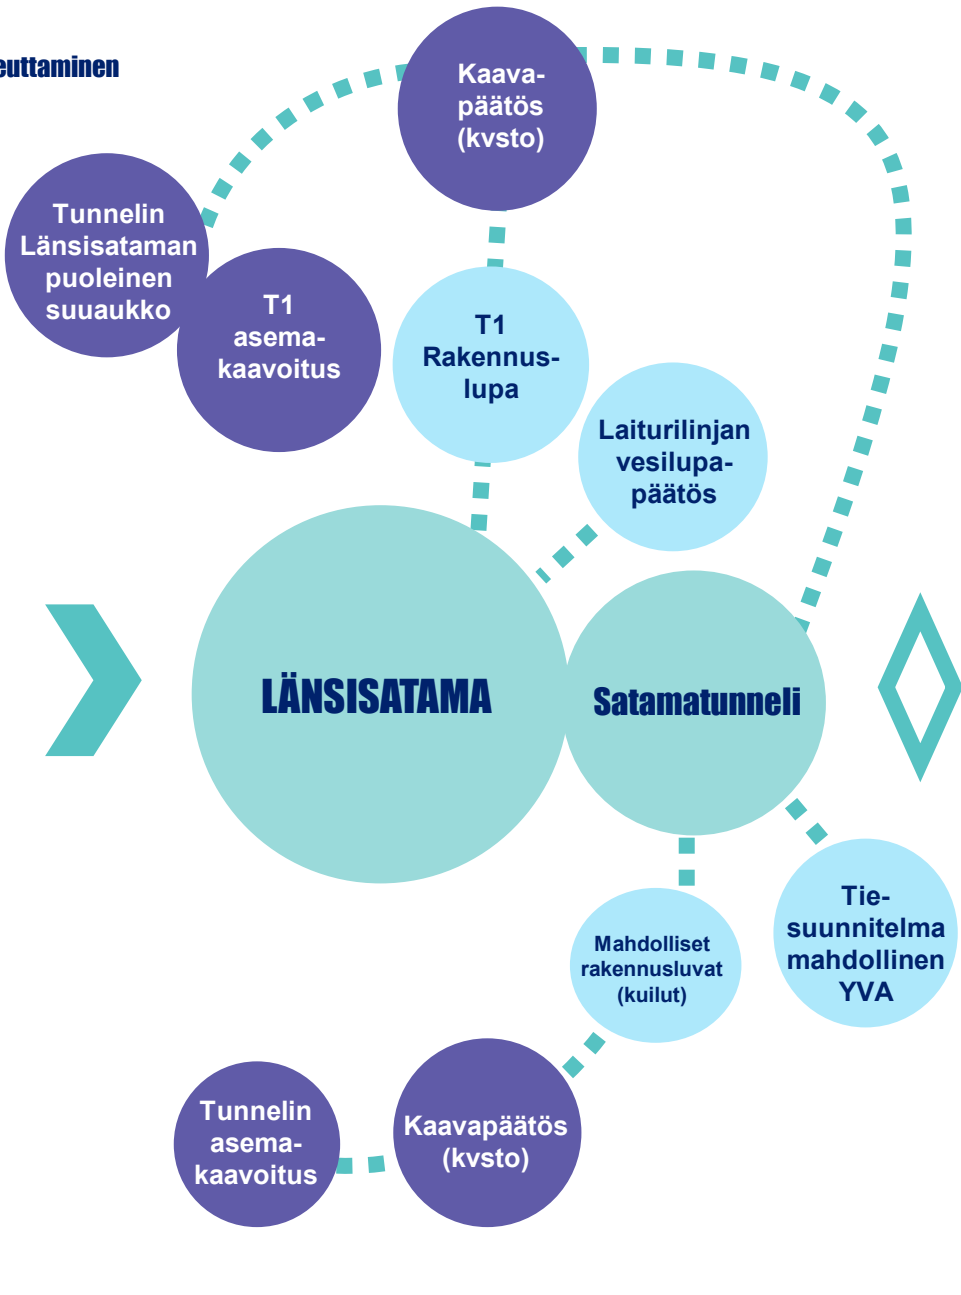 euttaminen
Kaava-
päätös
(kvsto)
Tunnelin
Länsisataman
puoleinen
suuaukko
T1
asema-
kaavoitus
T1
Rakennus-
lupa
Laiturilinjan
vesilupa-
päätös
LÄNSISATAMA
Satamatunneli
Tie-
suunnitelma
mahdollinen
YVA
Mahdolliset
rakennusluvat
(kuilut)
Tunnelin
asema-
kaavoitus
Kaavapäätös
(kvsto)